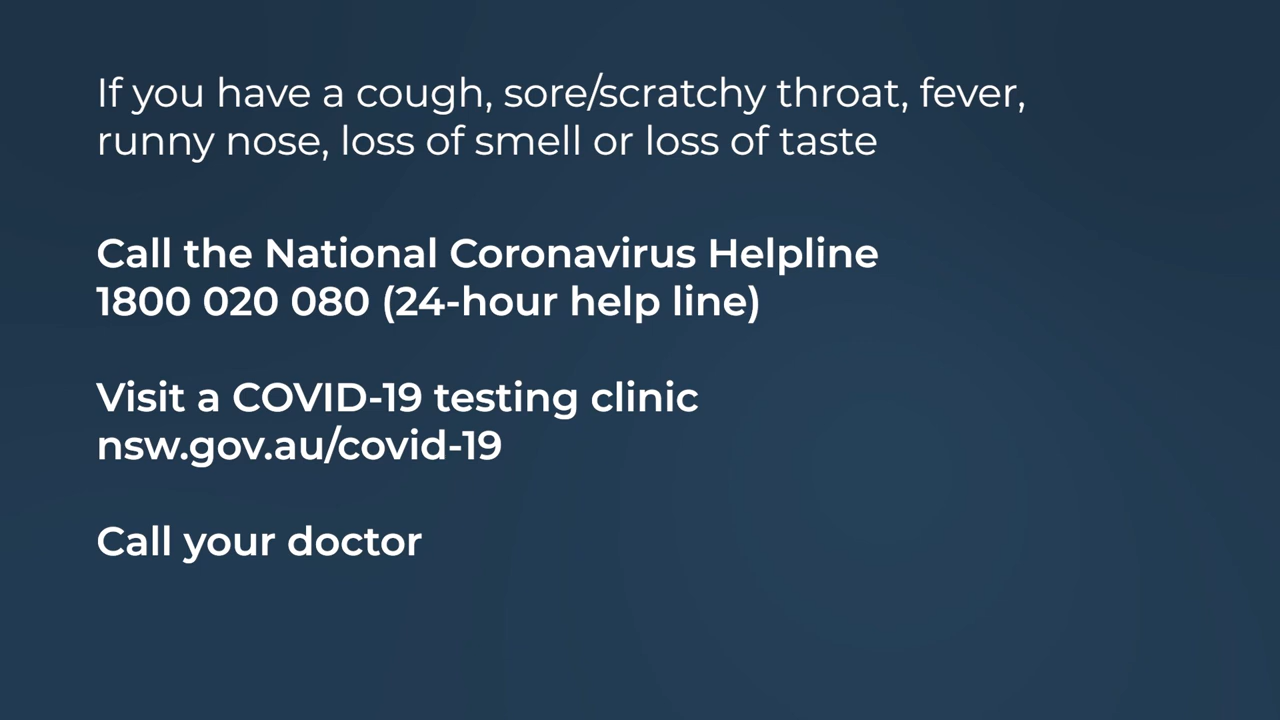 If you have a cough, sore/scratchy throat, fever,
runny nose, loss of smell or loss of taste
Call the National Coronavirus Helpline
1800 020 080 (24-hour help line)
Visit a COVID-19 testing clinic
nsw.gov.au/covid-19
Call your doctor